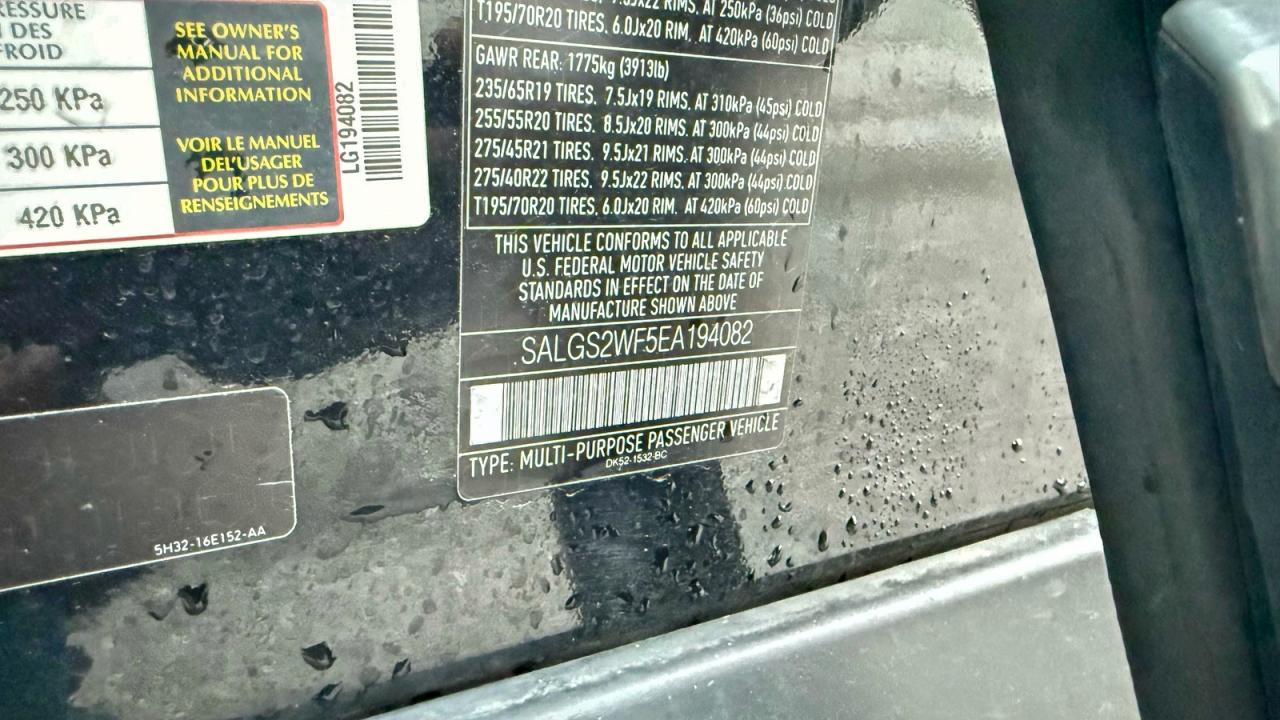 RESSURE
DES
FROID
250 KPa
300 KPa
420 KPa
SEE OWNER'S
MANUAL FOR
ADDITIONAL
INFORMATION
VOIR LE MANUEL
DEL'USAGER
POUR PLUS DE
RENSEIGNEMENTS
LG194082
RIMS. AT 250kPa (36psi) COLD
T195/70R20 TIRES. 6.0Jx20 RIM. AT 420kPa (60psi) COLD
GAWR REAR: 1775kg (3913lb)
235/65R19 TIRES. 7.5Jx19 RIMS. AT 310kPa (45psi) COLD
255/55R20 TIRES. 8.5Jx20 RIMS. AT 300kPa (44psi) COLD
275/45R21 TIRES. 9.5Jx21 RIMS. AT 300kPa (44psi) COLD
275/40R22 TIRES. 9.5Jx22 RIMS. AT 300kPa (44psi) COLD
T195/70R20 TIRES. 6.0Jx20 RIM. AT 420kPa (60psi) COLD
THIS VEHICLE CONFORMS TO ALL APPLICABLE
U.S. FEDERAL MOTOR VEHICLE SAFETY
STANDARDS IN EFFECT ON THE DATE OF
MANUFACTURE SHOWN ABOVE
SALGS2WF5EA194082
TYPE: MULTI-PURPOSE PASSENGER VEHICLE
DK52-1532-BC
5H32-16E152-AA